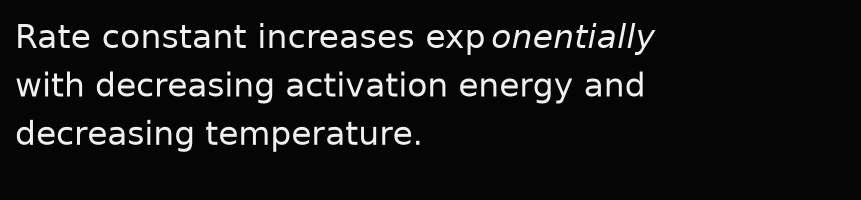 Rate constant increases exponentially
with decreasing activation energy and
decreasing temperature.